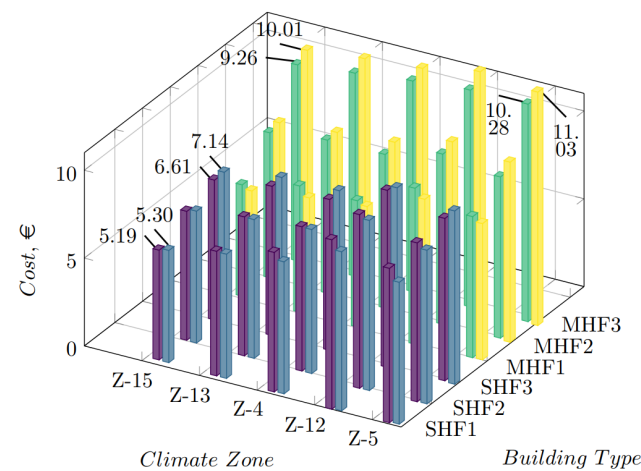 10.01
9.26
7.14
6.61
5.30
5.19
10.
28
11.
03
10
5
0
Cost, €
Z-15
Z-13
Z-4
Z-12
Z-5
SHF1
SHF2
SHF3
MHF1
MHF2
MHF3
Climate Zone
Building Type